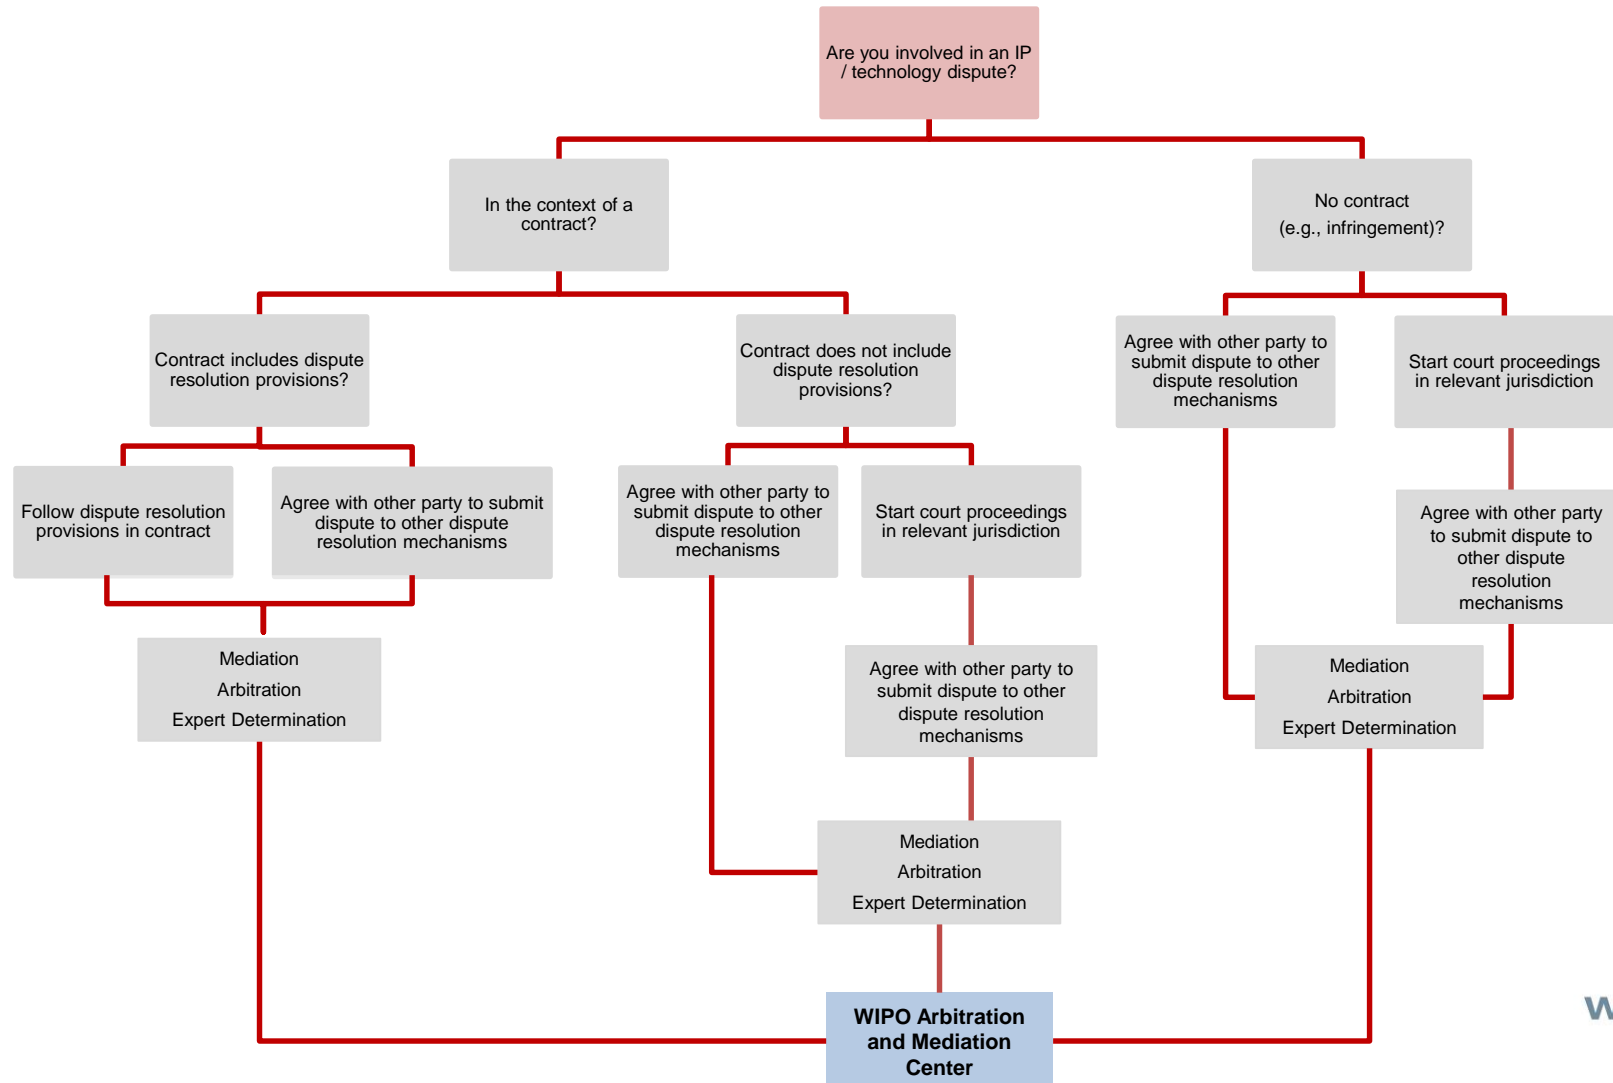 Are you involved in an IP
/ technology dispute?
In the context of a
contract?
No contract
(e.g., infringement)?
Contract includes dispute
resolution provisions?
Contract does not include
dispute resolution
provisions?
Agree with other party to
submit dispute to other
dispute resolution
mechanisms
Start court proceedings
in relevant jurisdiction
Follow dispute resolution
provisions in contract
Agree with other party to submit
dispute to other dispute
resolution mechanisms
Agree with other party to
submit dispute to other
dispute resolution
mechanisms
Start court proceedings
in relevant jurisdiction
Agree with other party
to submit dispute to
other dispute
resolution
mechanisms
Mediation
Arbitration
Expert Determination
Agree with other party to
submit dispute to other
dispute resolution
mechanisms
Mediation
Arbitration
Expert Determination
Mediation
Arbitration
Expert Determination
WIPO Arbitration
and Mediation
Center